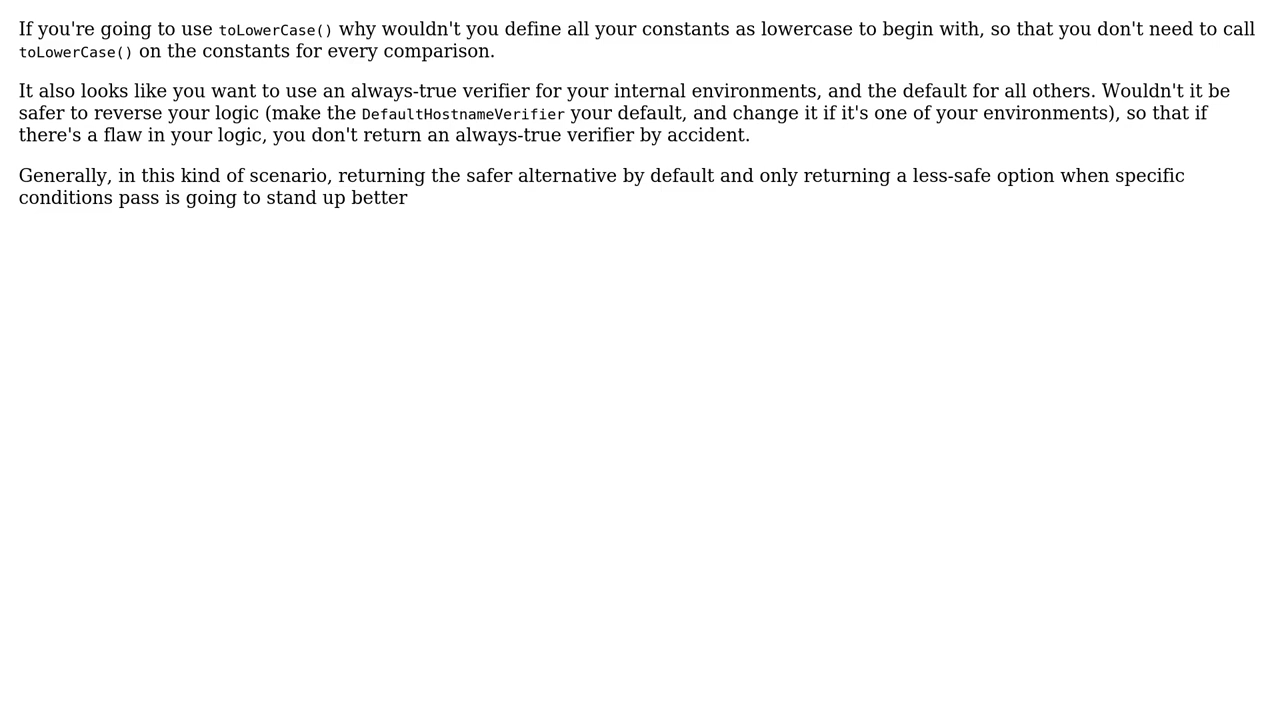 If you're going to use toLowerCase() why wouldn't you define all your constants as lowercase to begin with, so that you don't need to call
toLowerCase() on the constants for every comparison.
It also looks like you want to use an always-true verifier for your internal environments, and the default for all others. Wouldn't it be
safer to reverse your logic (make the DefaultHostnameVerifier your default, and change it if it's one of your environments), so that if
there's a flaw in your logic, you don't return an always-true verifier by accident.
Generally, in this kind of scenario, returning the safer alternative by default and only returning a less-safe option when specific
conditions pass is going to stand up better